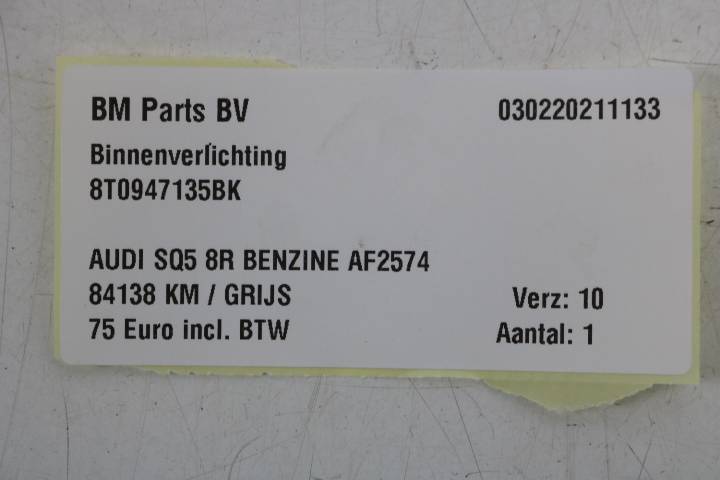 BM Parts BV 030220211133
Binnenverlichting
8T0947135BK
AUDI SQ5 8R BENZINE AF2574
84138 KM / GRIJS Verz: 10
75 Euro incl. BTW Aantal: 1